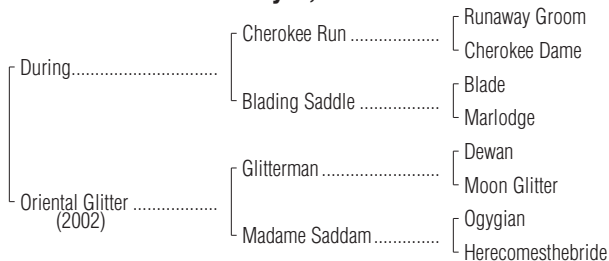 Runaway Groom
Cherokee Run ..................
Cherokee Dame
During.............................
Blade
Blading Saddle ................
Marlodge
Dewan
Glitterman ........................
Moon Glitter
Oriental Glitter .................
(2002)
Ogygian
Madame Saddam.............
Herecomesthebride